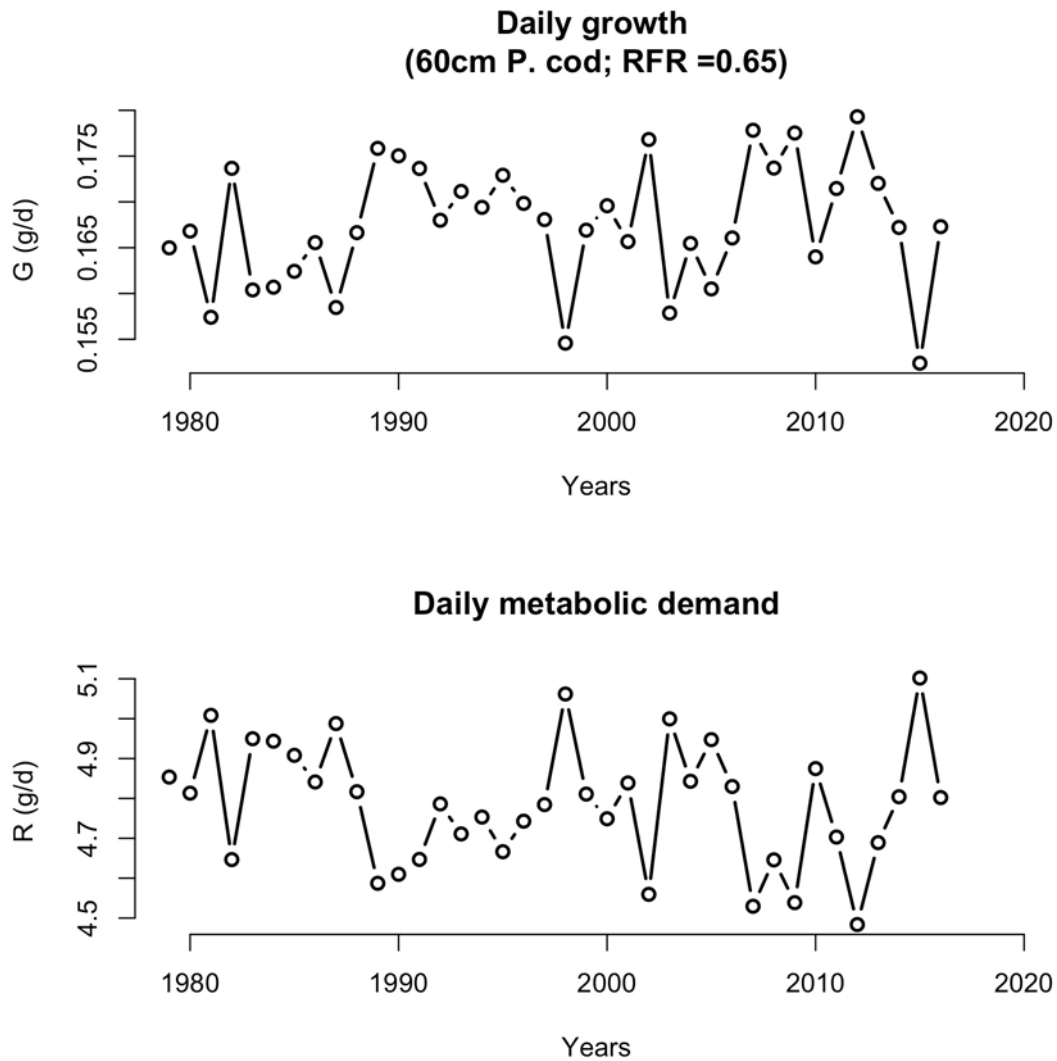 Daily growth
(60cm P. cod; RFR =0.65)
G (g/d)
0.175
0.165
0.155
1980 1990 2000 2010 2020
Years
Daily metabolic demand
R (g/d)
5.1
4.9
4.7
4.5
1980 1990 2000 2010 2020
Years